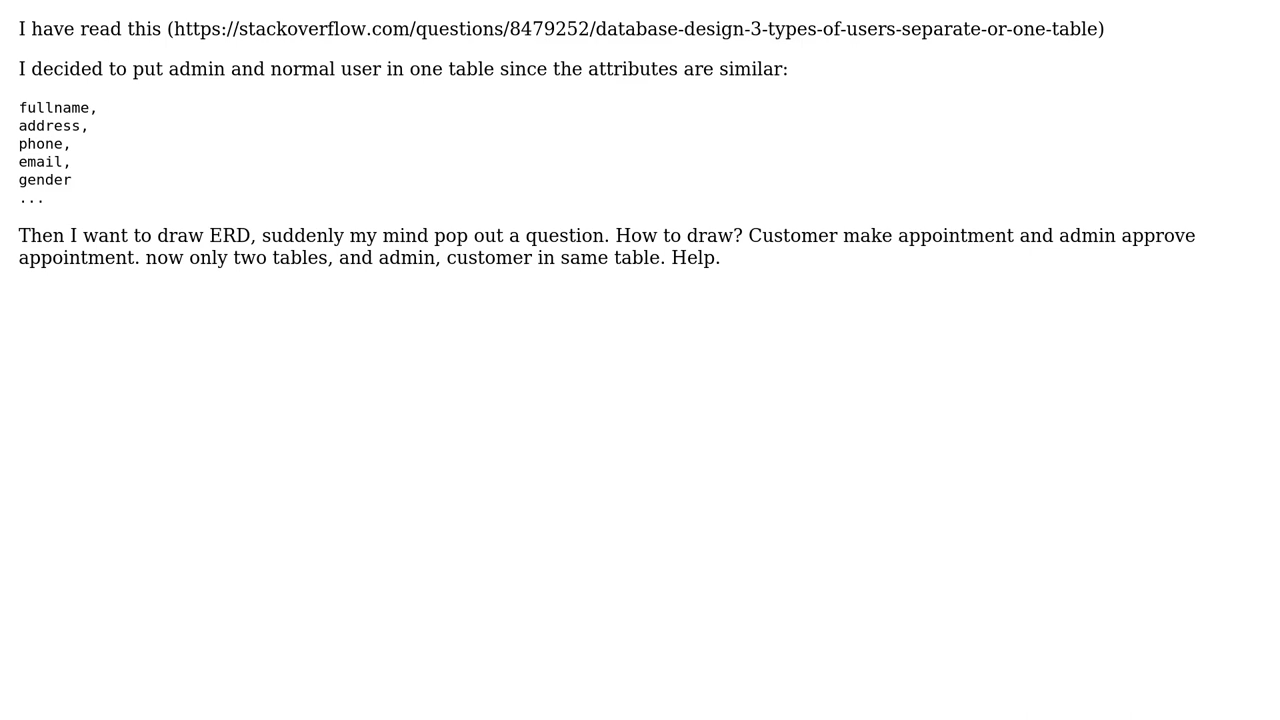 I have read this (https://stackoverflow.com/questions/8479252/database-design-3-types-of-users-separate-or-one-table)
I decided to put admin and normal user in one table since the attributes are similar:
fullname,
address,
phone,
email,
gender
...
Then I want to draw ERD, suddenly my mind pop out a question. How to draw? Customer make appointment and admin approve
appointment. now only two tables, and admin, customer in same table. Help.